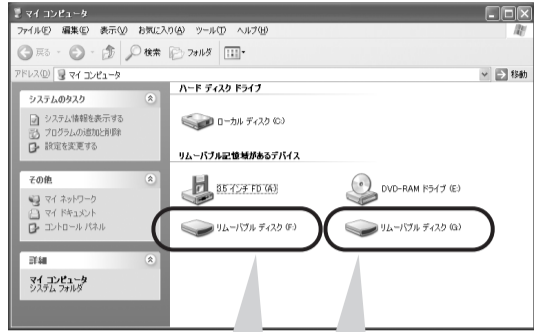 マイ コンピュータ
ファイル(F) 編集(E) 表示(V) お気に入り(A) ツール(T) ヘルプ(H)
戻る 検索 フォルダ
アドレス(D) マイ コンピュータ 移動
システムのタスク
システム情報を表示する
プログラムの追加と削除
設定を変更する
その他
マイ ネットワーク
マイ ドキュメント
コントロール パネル
詳細
マイ コンピュータ
システム フォルダ
ハード ディスク ドライブ
ローカル ディスク (C:)
リムーバブル記憶域があるデバイス
3.5 インチ FD (A:) DVD-RAM ドライブ (E:)
リムーバブル ディスク (F:) リムーバブル ディスク (G:)